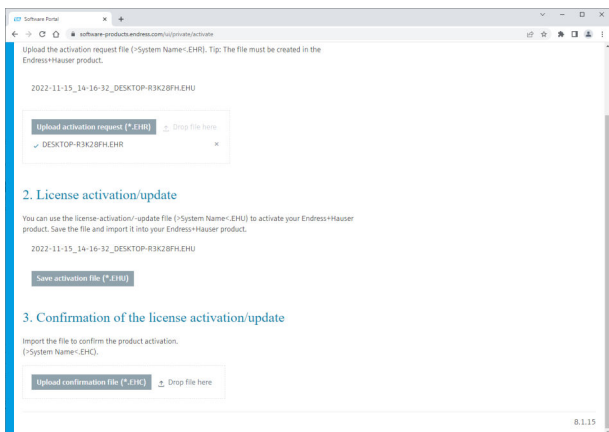 Software Portal
software-products.endress.com/ui/private/activate
Upload the activation request file (>System Name<.EHR). Tip: The file must be created in the
Endress+Hauser product.
2022-11-15_14-16-32_DESKTOP-R3K28FH.EHU
Upload activation request (*.EHR) Drop file here
DESKTOP-R3K28FH.EHR
2. License activation/update
You can use the license-activation/-update file (>System Name<.EHU) to activate your Endress+Hauser
product. Save the file and import it into your Endress+Hauser product.
2022-11-15_14-16-32_DESKTOP-R3K28FH.EHU
Save activation file (*.EHU)
3. Confirmation of the license activation/update
Import the file to confirm the product activation.
(>System Name<.EHC).
Upload confirmation file (*.EHC) Drop file here
8.1.15